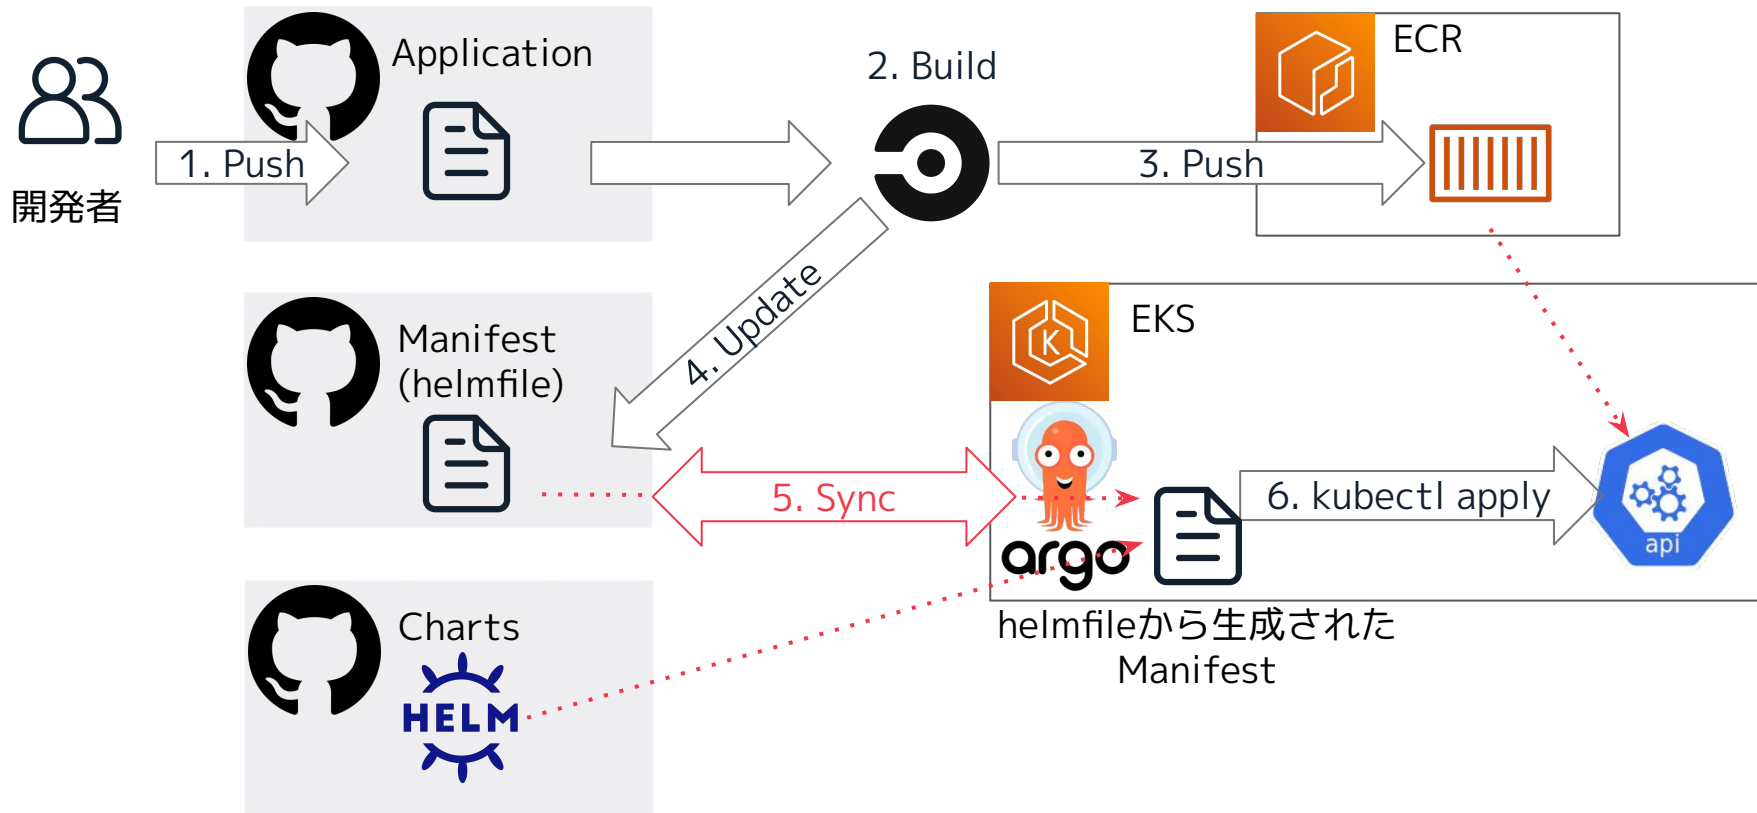 開発者
1. Push
Application
2. Build
3. Push
ECR
Manifest
(helmfile)
4. Update
EKS
K
5. Sync
argo
6. kubectl apply
api
helmfileから生成された
Manifest
Charts
HELM